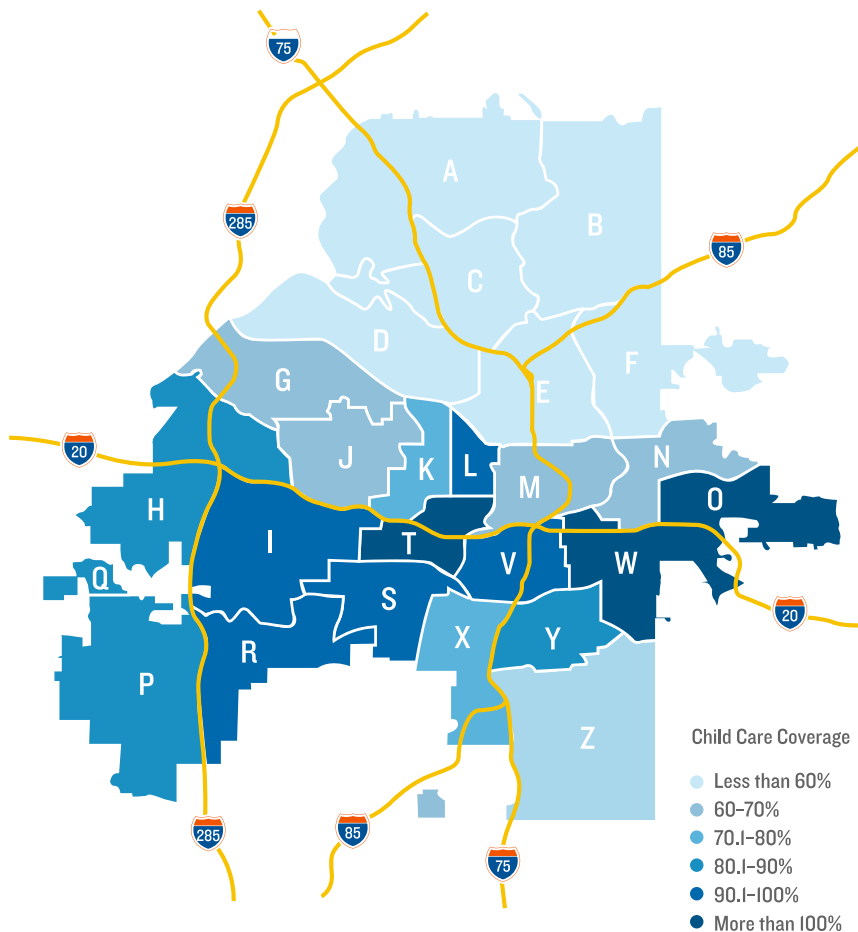 75
A
285
B
85
C
D
F
E
G
20
J
K
L
N
M
O
H
I
T
V
W
Q
S
20
X
Y
R
P
Z
Child Care Coverage
Less than 60%
60–70%
70.1–80%
80.1–90%
90.1–100%
More than 100%
285
85
75